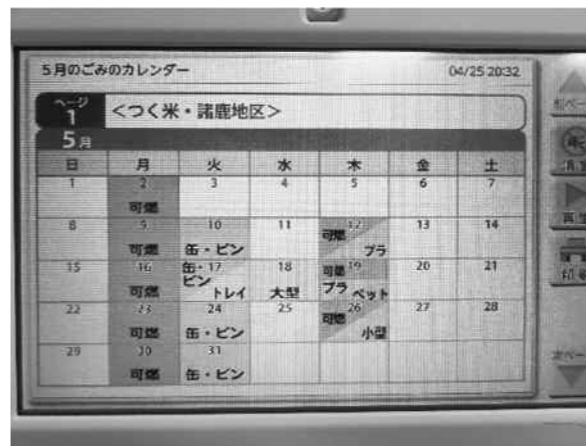 5月のごみのカレンダー 04/25 20:32
ページ
1
<つく米・諸鹿地区>
5月
日 月 火 水 木 金 土
1 2 3 4 5 6 7
可燃
8 9 10 11 12 13 14
可燃 缶・ビン 可燃 プラ
15 16 缶・ビン 17 18 可燃 19 20 21
可燃 トレイ 大型 プラ ペット
22 23 24 25 可燃 26 27 28
可燃 缶・ビン 小型
29 30 31
可燃 缶・ビン